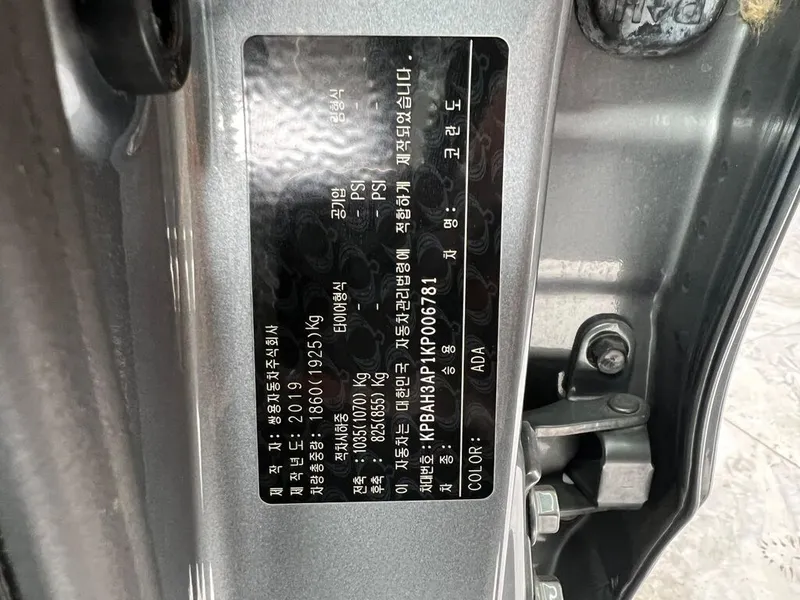 제 작 자: 쌍용자동차주식회사
제작년도: 2019
차량총중량: 1860(1925)Kg
적차시하중 타이어형식 공기압 림형식
전축 : 1035(1070) Kg - - PSI -
후축 : 825(855) Kg - - PSI -
이 자동차는 대한민국 자동차관리법령에 적합하게 제작되었습니다.
차대번호: KPBAH3AP1KP006781
차 종: 승 용 차 명: 코 란 도
COLOR: ADA